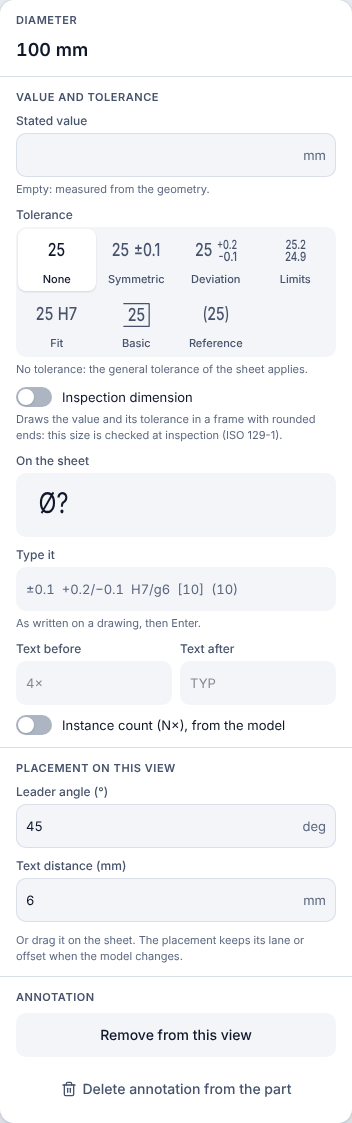 DIAMETER
100 mm
VALUE AND TOLERANCE
Stated value
mm
Empty: measured from the geometry.
Tolerance
25 25 ±0.1 25 +0.2 -0.1 25.2 24.9
None Symmetric Deviation Limits
25 H7 25 (25)
Fit Basic Reference
No tolerance: the general tolerance of the sheet applies.
Inspection dimension
Draws the value and its tolerance in a frame with rounded
ends: this size is checked at inspection (ISO 129-1).
On the sheet
Ø?
Type it
±0.1 +0.2/−0.1 H7/g6 [10] (10)
As written on a drawing, then Enter.
Text before Text after
4× TYP
Instance count (N×), from the model
PLACEMENT ON THIS VIEW
Leader angle (°)
45 deg
Text distance (mm)
6 mm
Or drag it on the sheet. The placement keeps its lane or
offset when the model changes.
ANNOTATION
Remove from this view
Delete annotation from the part